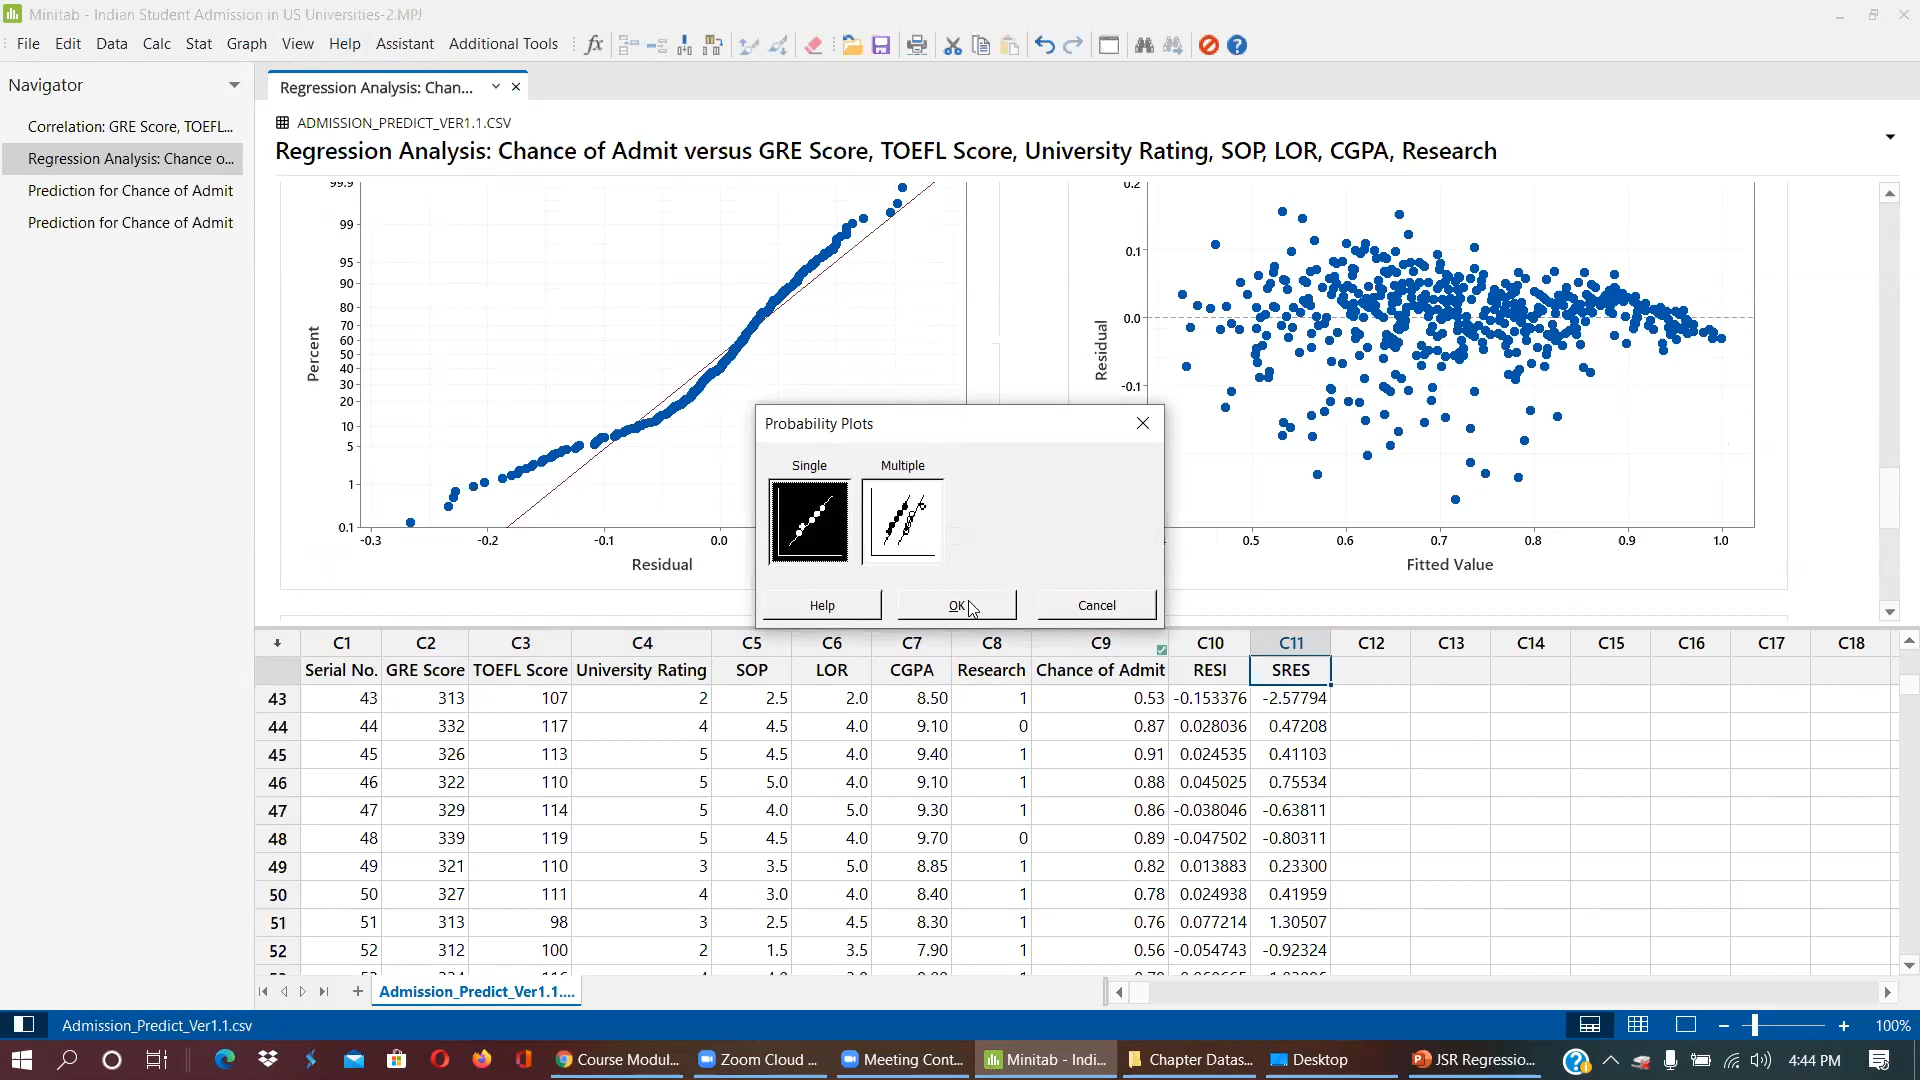 Minitab - Indian Student Admission in US Universities-2.MPJ
File Edit Data Calc Stat Graph View Help Assistant Additional Tools
Navigator
Correlation: GRE Score, TOEFL...
Regression Analysis: Chance o...
Prediction for Chance of Admit
Prediction for Chance of Admit
Regression Analysis: Chan...
ADMISSION_PREDICT_VER1.1.CSV
Regression Analysis: Chance of Admit versus GRE Score, TOEFL Score, University Rating, SOP, LOR, CGPA, Research
99.9
99
95
90
80
70
60
50
40
30
20
10
5
1
0.1
Percent
-0.3 -0.2 -0.1 0.0
Residual
0.2
0.1
0.0
-0.1
Residual
0.5 0.6 0.7 0.8 0.9 1.0
Fitted Value
Probability Plots
Single Multiple
Help OK Cancel
C1 C2 C3 C4 C5 C6 C7 C8 C9 C10 C11 C12 C13 C14 C15 C16 C17 C18
Serial No. GRE Score TOEFL Score University Rating SOP LOR CGPA Research Chance of Admit RESI SRES
43 43 313 107 2 2.5 2.0 8.50 1 0.53 -0.153376 -2.57794
44 44 332 117 4 4.5 4.0 9.10 0 0.87 0.028036 0.47208
45 45 326 113 5 4.5 4.0 9.40 1 0.91 0.024535 0.41103
46 46 322 110 5 5.0 4.0 9.10 1 0.88 0.045025 0.75534
47 47 329 114 5 4.0 5.0 9.30 1 0.86 -0.038046 -0.63811
48 48 339 119 5 4.5 4.0 9.70 0 0.89 -0.047502 -0.80311
49 49 321 110 3 3.5 5.0 8.85 1 0.82 0.013883 0.23300
50 50 327 111 4 3.0 4.0 8.40 1 0.78 0.024938 0.41959
51 51 313 98 3 2.5 4.5 8.30 1 0.76 0.077214 1.30507
52 52 312 100 2 1.5 3.5 7.90 1 0.56 -0.054743 -0.92324
Admission_Predict_Ver1.1....
Admission_Predict_Ver1.1.csv
100%
Course Modul... Zoom Cloud ... Meeting Cont... Minitab - Indi... Chapter Datas... Desktop JSR Regressio... 4:44 PM